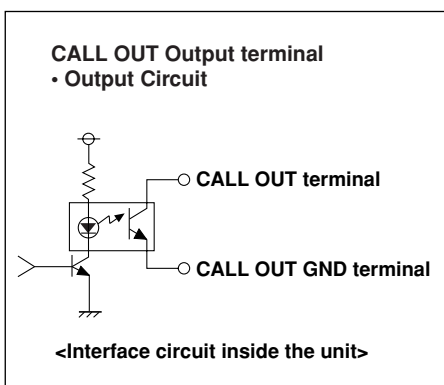 CALL OUT Output terminal
• Output Circuit
CALL OUT terminal
CALL OUT GND terminal
<Interface circuit inside the unit>